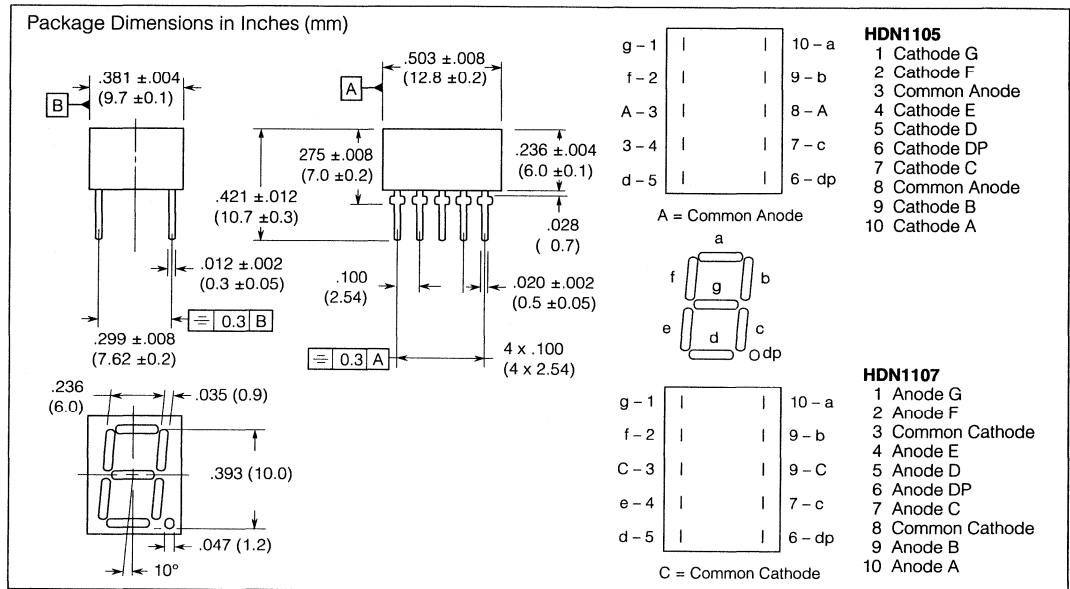 Package Dimensions in Inches (mm)
.381 ±.004
(9.7 ±0.1)
B
.503 ±.008
(12.8 ±0.2)
A
275 ±.008
(7.0 ±0.2)
.236 ±.004
(6.0 ±0.1)
.421 ±.012
(10.7 ±0.3)
.028
( 0.7)
.012 ±.002
(0.3 ±0.05)
.100
(2.54)
.020 ±.002
(0.5 ±0.05)
0.3 B
.299 ±.008
(7.62 ±0.2)
0.3 A
4 x .100
(4 x 2.54)
.236
(6.0)
.035 (0.9)
.393 (10.0)
.047 (1.2)
10°
g – 1
10 – a
f – 2
9 – b
A – 3
8 – A
3 – 4
7 – c
d – 5
6 – dp
A = Common Anode
a
f
b
g
e
c
d
dp
g – 1
10 – a
f – 2
9 – b
C – 3
9 – C
e – 4
7 – c
d – 5
6 – dp
C = Common Cathode
HDN1105
1 Cathode G
2 Cathode F
3 Common Anode
4 Cathode E
5 Cathode D
6 Cathode DP
7 Cathode C
8 Common Anode
9 Cathode B
10 Cathode A
HDN1107
1 Anode G
2 Anode F
3 Common Cathode
4 Anode E
5 Anode D
6 Anode DP
7 Anode C
8 Common Cathode
9 Anode B
10 Anode A